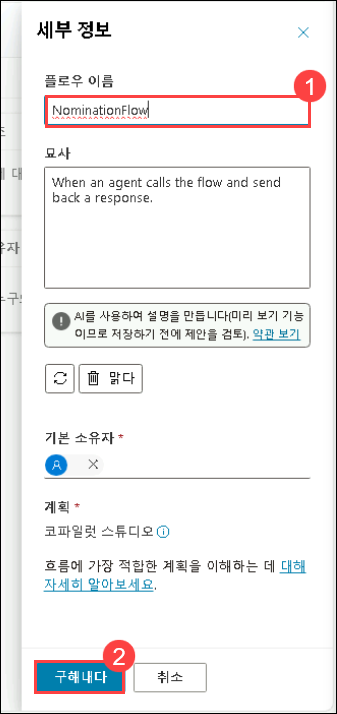 세부 정보
플로우 이름
1
NominationFlow
묘사
When an agent calls the flow and send
back a response.
AI를 사용하여 설명을 만듭니다(미리 보기 기능
이므로 저장하기 전에 제안을 검토). 약관 보기
맑다
기본 소유자 *
계획 *
코파일럿 스튜디오
흐름에 가장 적합한 계획을 이해하는 데 대해
자세히 알아보세요.
2
구해내다
취소